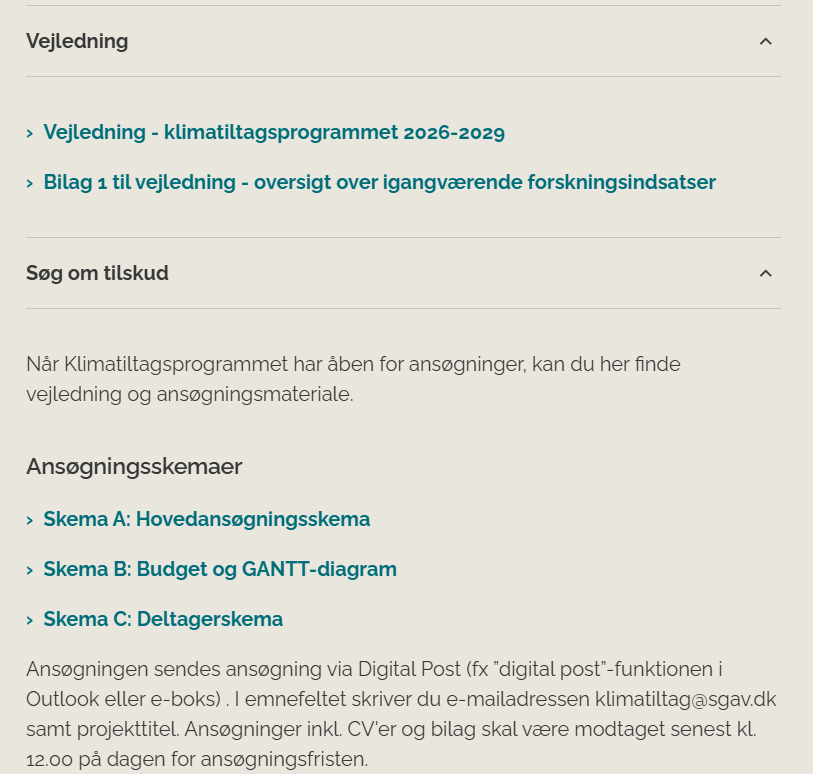 Vejledning
› Vejledning - klimatiltagsprogrammet 2026-2029
› Bilag 1 til vejledning - oversigt over igangværende forskningsindsatser
Søg om tilskud
Når Klimatiltagsprogrammet har åben for ansøgninger, kan du her finde
vejledning og ansøgningsmateriale.
Ansøgningsskemaer
› Skema A: Hovedansøgningsskema
› Skema B: Budget og GANTT-diagram
› Skema C: Deltagerskema
Ansøgningen sendes ansøgning via Digital Post (fx ”digital post”-funktionen i
Outlook eller e-boks) . I emnefeltet skriver du e-mailadressen klimatiltag@sgav.dk
samt projekttitel. Ansøgninger inkl. CV'er og bilag skal være modtaget senest kl.
12.00 på dagen for ansøgningsfristen.